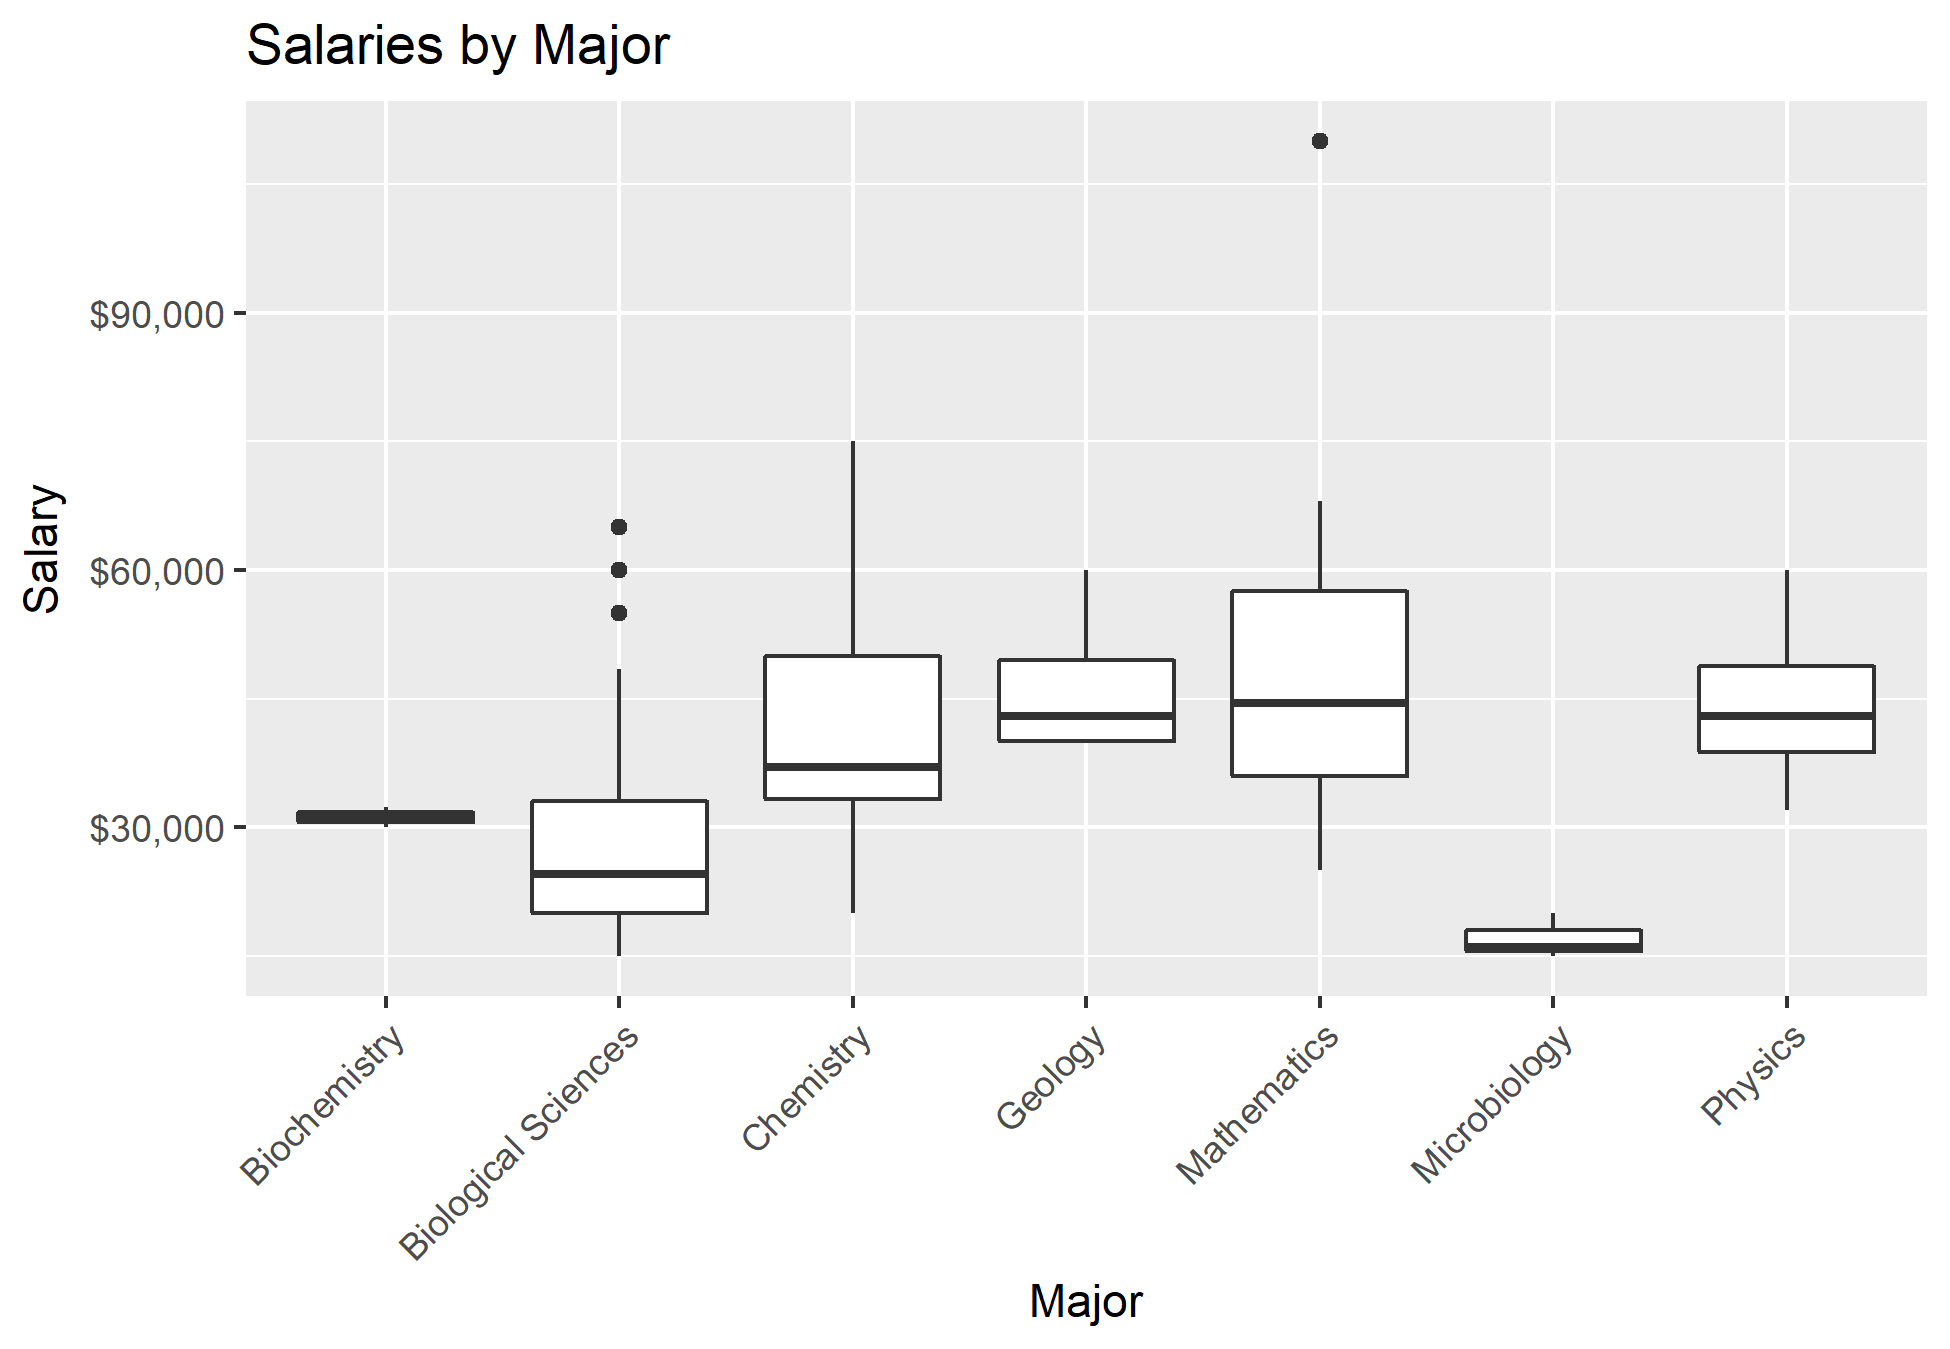 Salaries by Major
Salary
$90,000
$60,000
$30,000
Biochemistry
Biological Sciences
Chemistry
Geology
Mathematics
Microbiology
Physics
Major